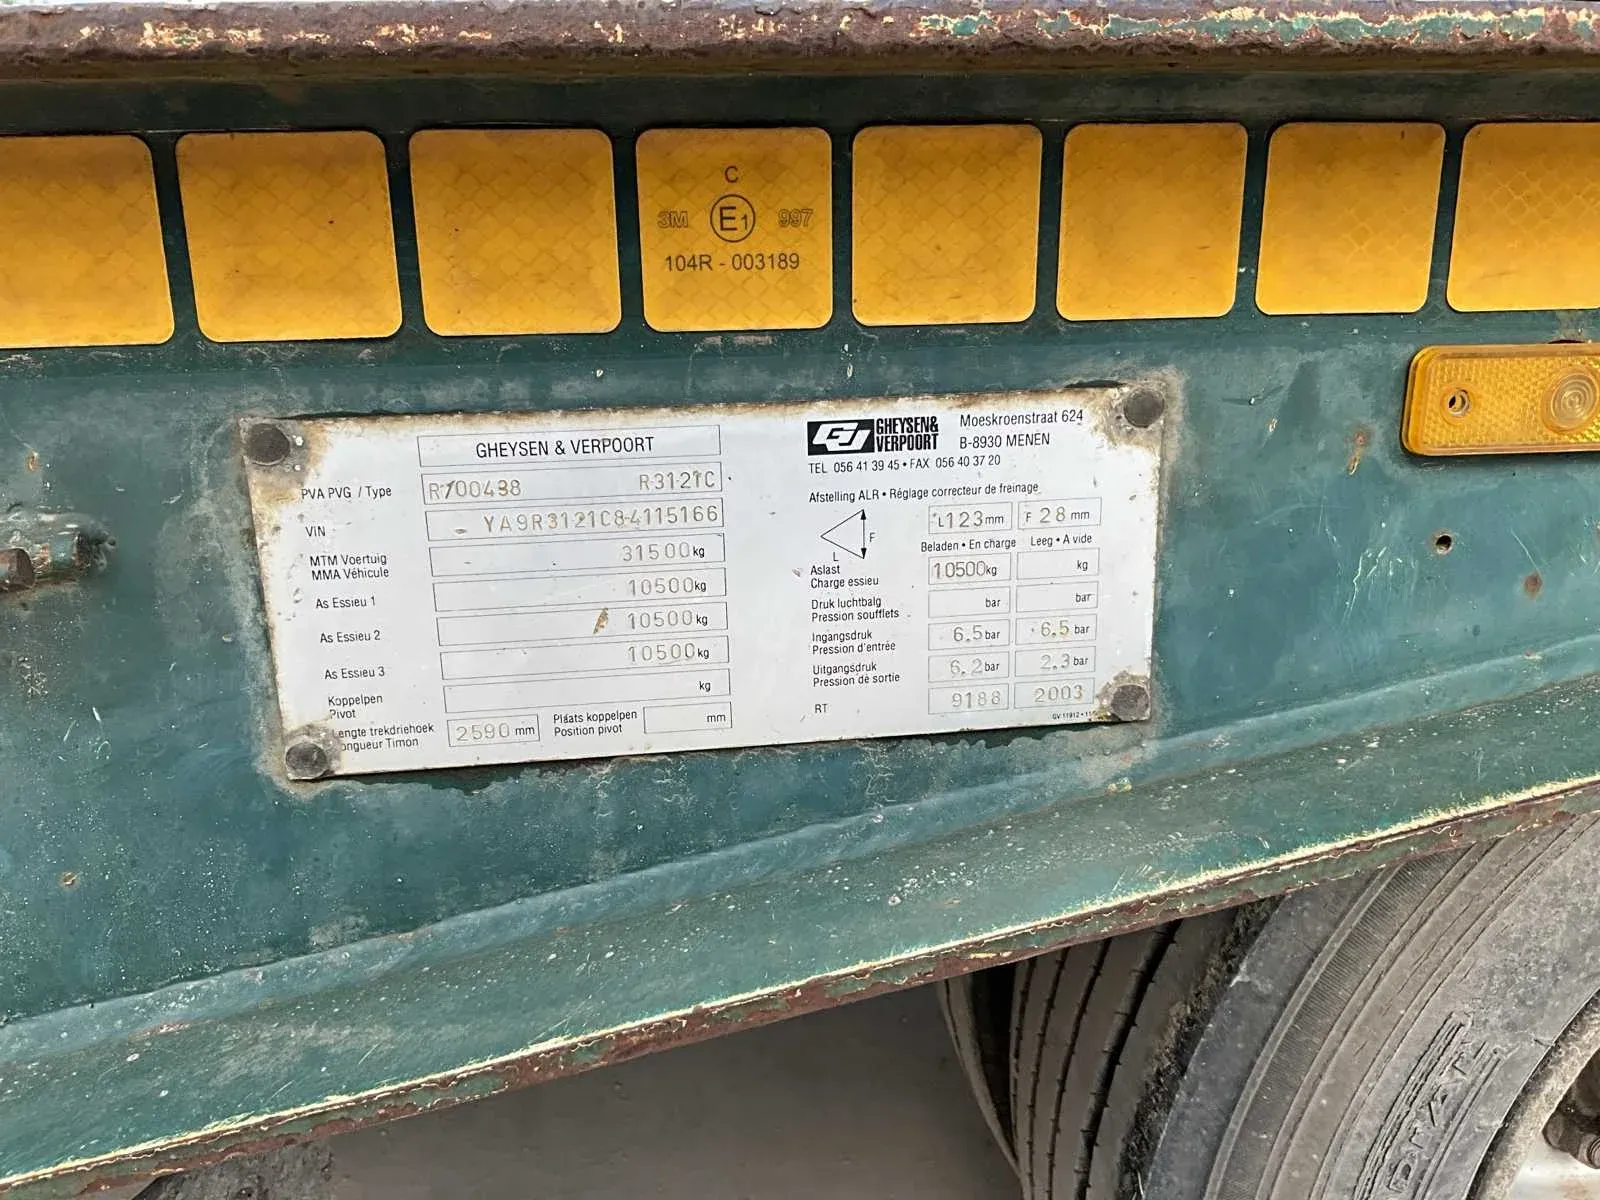 C
3M E1 997
104R - 003189
GHEYSEN & VERPOORT
PVA PVG / Type R100438 R3121C
VIN YA9R3121C84115166
MTM Voertuig 31500 kg
MMA Véhicule
As Essieu 1 10500 kg
As Essieu 2 10500 kg
As Essieu 3 10500 kg
Koppelpen kg
Pivot
Lengte trekdriehoek 2590 mm Plaats koppelpen mm
Longueur Timon Position pivot
GHEYSEN& Moeskroenstraat 624
VERPOORT B-8930 MENEN
TEL 056 41 39 45 • FAX 056 40 37 20
Afstelling ALR • Réglage correcteur de freinage
L F L 123 mm F 28 mm
Beladen • En charge Leeg • A vide
Aslast 10500 kg kg
Charge essieu
Druk luchtbalg bar bar
Pression soufflets
Ingangsdruk 6.5 bar 6.5 bar
Pression d'entrée
Uitgangsdruk 6.2 bar 2.3 bar
Pression de sortie
RT 9188 2003